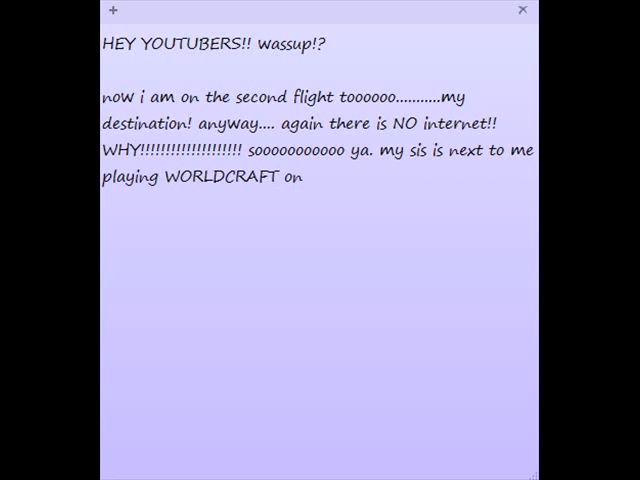 HEY YOUTUBERS!! wassup!?
now i am on the second flight toooooo...........my
destination! anyway.... again there is NO internet!!
WHY!!!!!!!!!!!!!!!!!!!! sooooooooooo ya. my sis is next to me
playing WORLDCRAFT on